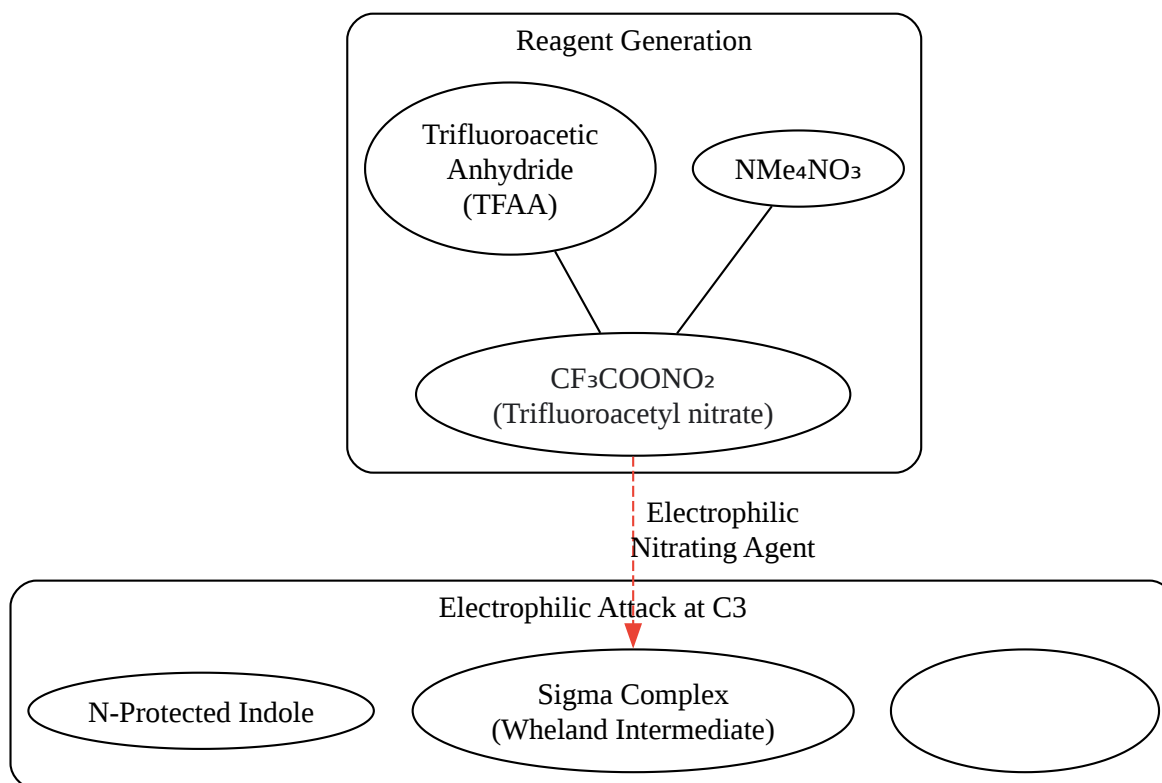 Reagent Generation
Trifluoroacetic
Anhydride
(TFAA)
NMe₄NO₃
CF₃COONO₂
(Trifluoroacetyl nitrate)
Electrophilic
Nitrating Agent
Electrophilic Attack at C3
N-Protected Indole
Sigma Complex
(Wheland Intermediate)